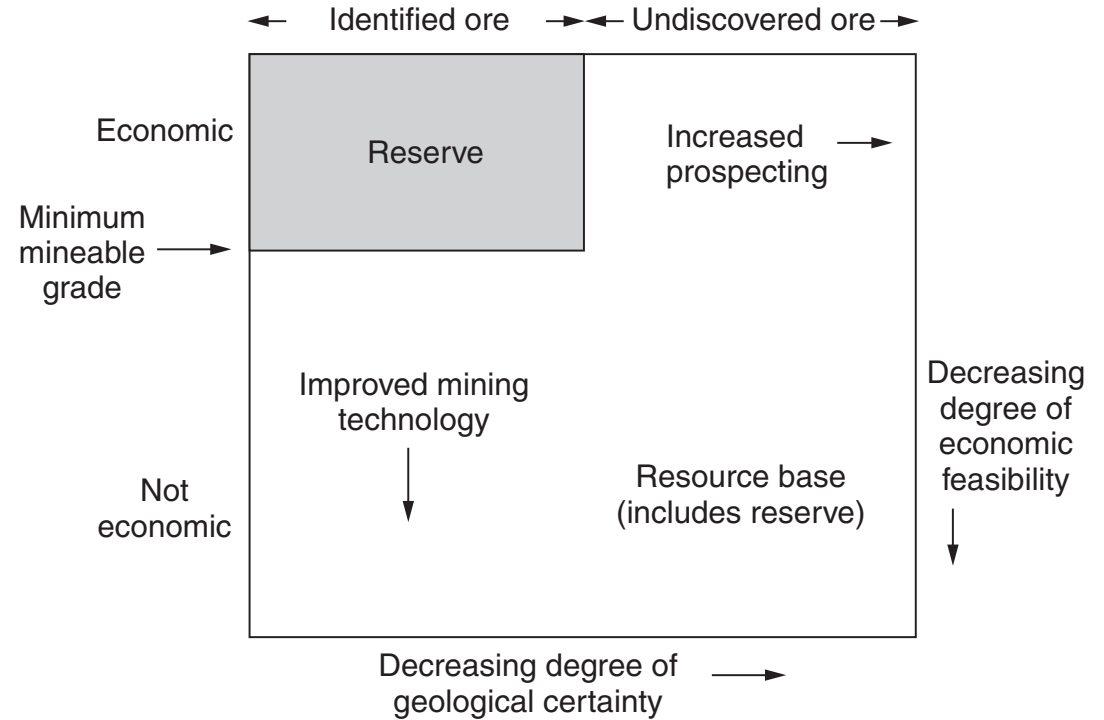 Identified ore
Undiscovered ore
Economic
Reserve
Increased
prospecting
Minimum
mineable
grade
Improved mining
technology
Decreasing
degree of
economic
feasibility
Not
economic
Resource base
(includes reserve)
Decreasing degree of
geological certainty